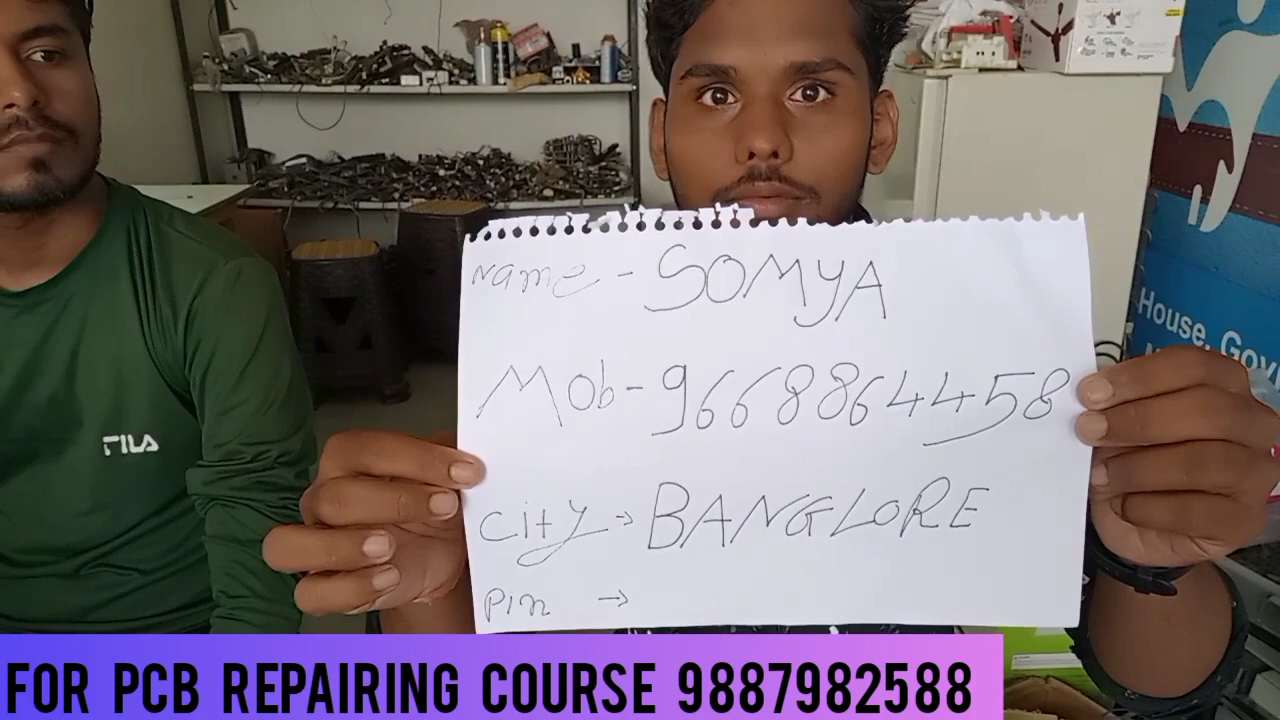 House, Gov
Name - SOMYA
Mob - 9668864458
City → BANGLORE
Pin →
FILA
FOR PCB REPAIRING COURSE 9887982588